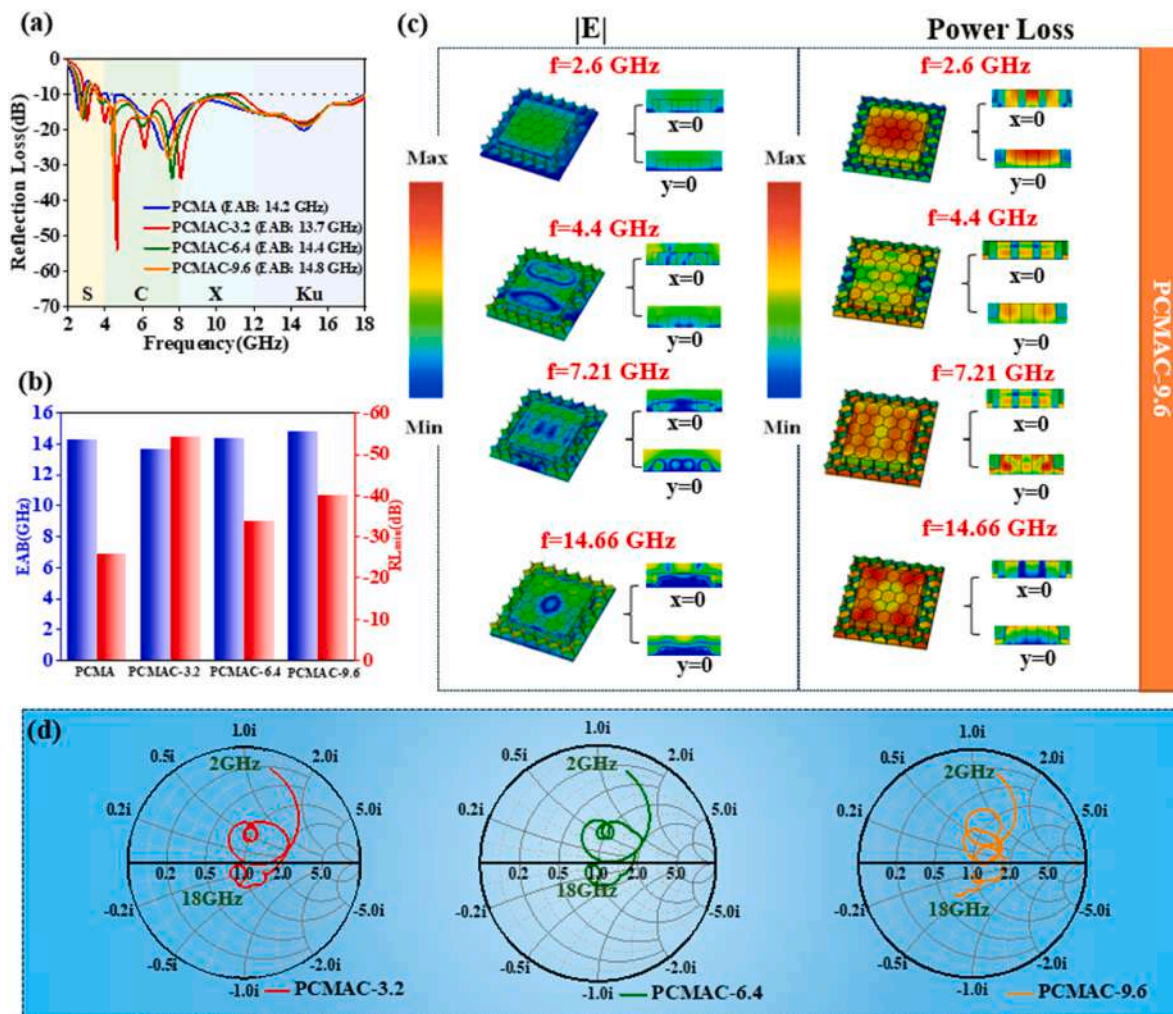 (a)
0
-10
-20
-30
-40
-50
-60
-70
Reflection Loss(dB)
PCMA (EAB: 14.2 GHz)
PCMAC-3.2 (EAB: 13.7 GHz)
PCMAC-6.4 (EAB: 14.4 GHz)
PCMAC-9.6 (EAB: 14.8 GHz)
S C X Ku
2 4 6 8 10 12 14 16 18
Frequency(GHz)
(b)
16
14
12
10
8
6
4
2
0
EAB(GHz)
-60
-50
-40
-30
-20
-10
0
RLmin(dB)
PCMA PCMAC-3.2 PCMAC-6.4 PCMAC-9.6
(c)
|E| Power Loss
Max
Min
f=2.6 GHz
x=0
y=0
f=4.4 GHz
x=0
y=0
f=7.21 GHz
x=0
y=0
f=14.66 GHz
x=0
y=0
Max
Min
f=2.6 GHz
x=0
y=0
f=4.4 GHz
x=0
y=0
f=7.21 GHz
x=0
y=0
f=14.66 GHz
x=0
y=0
PCMAC-9.6
(d)
1.0i
0.5i 2.0i
2GHz
0.2i 5.0i
0.2 0.5 1.0 2.0 5.0
18GHz
-0.2i -5.0i
-0.5i -2.0i
-1.0i
PCMAC-3.2
1.0i
0.5i 2.0i
2GHz
0.2i 5.0i
0.2 0.5 1.0 2.0 5.0
18GHz
-0.2i -5.0i
-0.5i -2.0i
-1.0i
PCMAC-6.4
1.0i
0.5i 2.0i
2GHz
0.2i 5.0i
0.2 0.5 1.0 2.0 5.0
18GHz
-0.2i -5.0i
-0.5i -2.0i
-1.0i
PCMAC-9.6